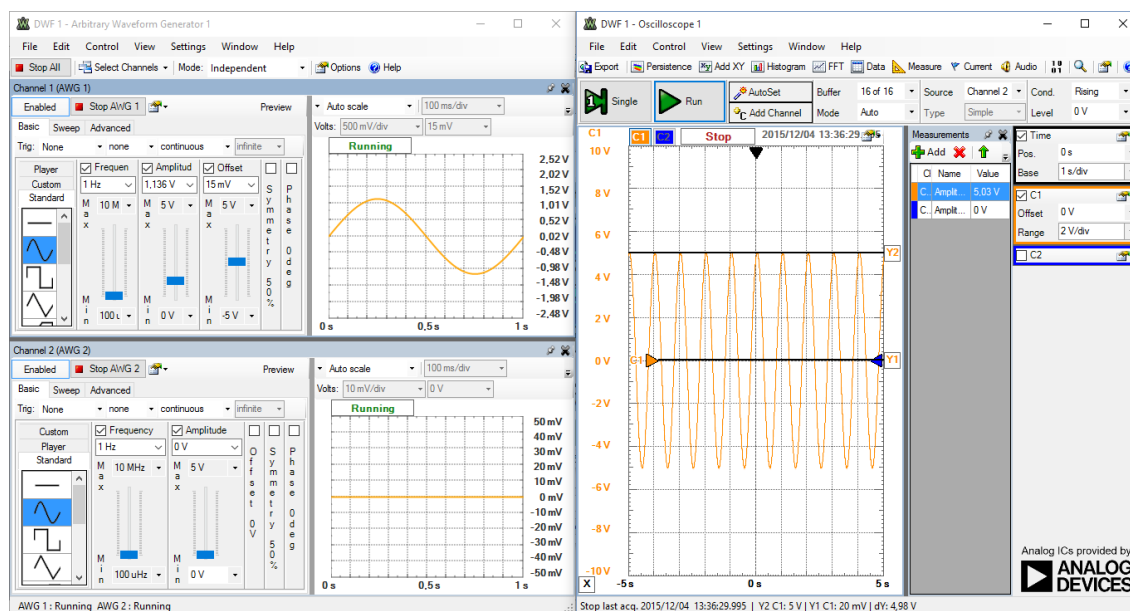 DWF 1 - Arbitrary Waveform Generator 1
File Edit Control View Settings Window Help
Stop All Select Channels Mode: Independent Options Help
Channel 1 (AWG 1)
Enabled Stop AWG 1 Preview
Basic Sweep Advanced
Trig: None none continuous infinite
Player
Custom
Standard
Frequen Amplitud Offset
1 Hz 1,136 V 15 mV
Max 10 M Max 5 V 5 V
Min 100 u Min 0 V -5 V
Symmetry 50%
Phase 0deg
Auto scale 100 ms/div
Volts: 500 mV/div 15 mV
Running
2,52 V
2,02 V
1,52 V
1,01 V
0,52 V
0,02 V
-0,48 V
-0,98 V
-1,48 V
-1,98 V
-2,48 V
0 s 0,5 s 1 s
Channel 2 (AWG 2)
Enabled Stop AWG 2 Preview
Basic Sweep Advanced
Trig: None none continuous infinite
Custom
Player
Standard
Frequency Amplitude
1 Hz 0 V
Max 10 MHz Max 5 V
Min 100 uHz Min 0 V
Offset 0V
Symmetry 50%
Phase 0deg
Auto scale 100 ms/div
Volts: 10 mV/div 0 V
Running
50 mV
40 mV
30 mV
20 mV
10 mV
0 mV
-10 mV
-20 mV
-30 mV
-40 mV
-50 mV
0 s 0,5 s 1 s
AWG 1 : Running AWG 2 : Running
DWF 1 - Oscilloscope 1
File Edit Control View Settings Window Help
Export Persistence Add XY Histogram FFT Data Measure Current Audio
Single Run AutoSet Add Channel
Buffer 16 of 16 Source Channel 2 Cond. Rising
Mode Auto Type Simple Level 0 V
C1 C1 C2 Stop 2015/12/04 13:36:29.995
10 V
8 V
6 V
4 V
2 V
0 V
-2 V
-4 V
-6 V
-8 V
-10 V
Y2
C1 Y1
X -5 s 0 s 5 s
Measurements
Add
Cl Name Value
C.. Amplit... 5,03 V
C.. Amplit... 0 V
Time
Pos. 0 s
Base 1 s/div
C1
Offset 0 V
Range 2 V/div
C2
Analog ICs provided by
ANALOG
DEVICES
Stop last acq. 2015/12/04 13:36:29.995 | Y2 C1: 5 V | Y1 C1: 20 mV | dY: 4,98 V